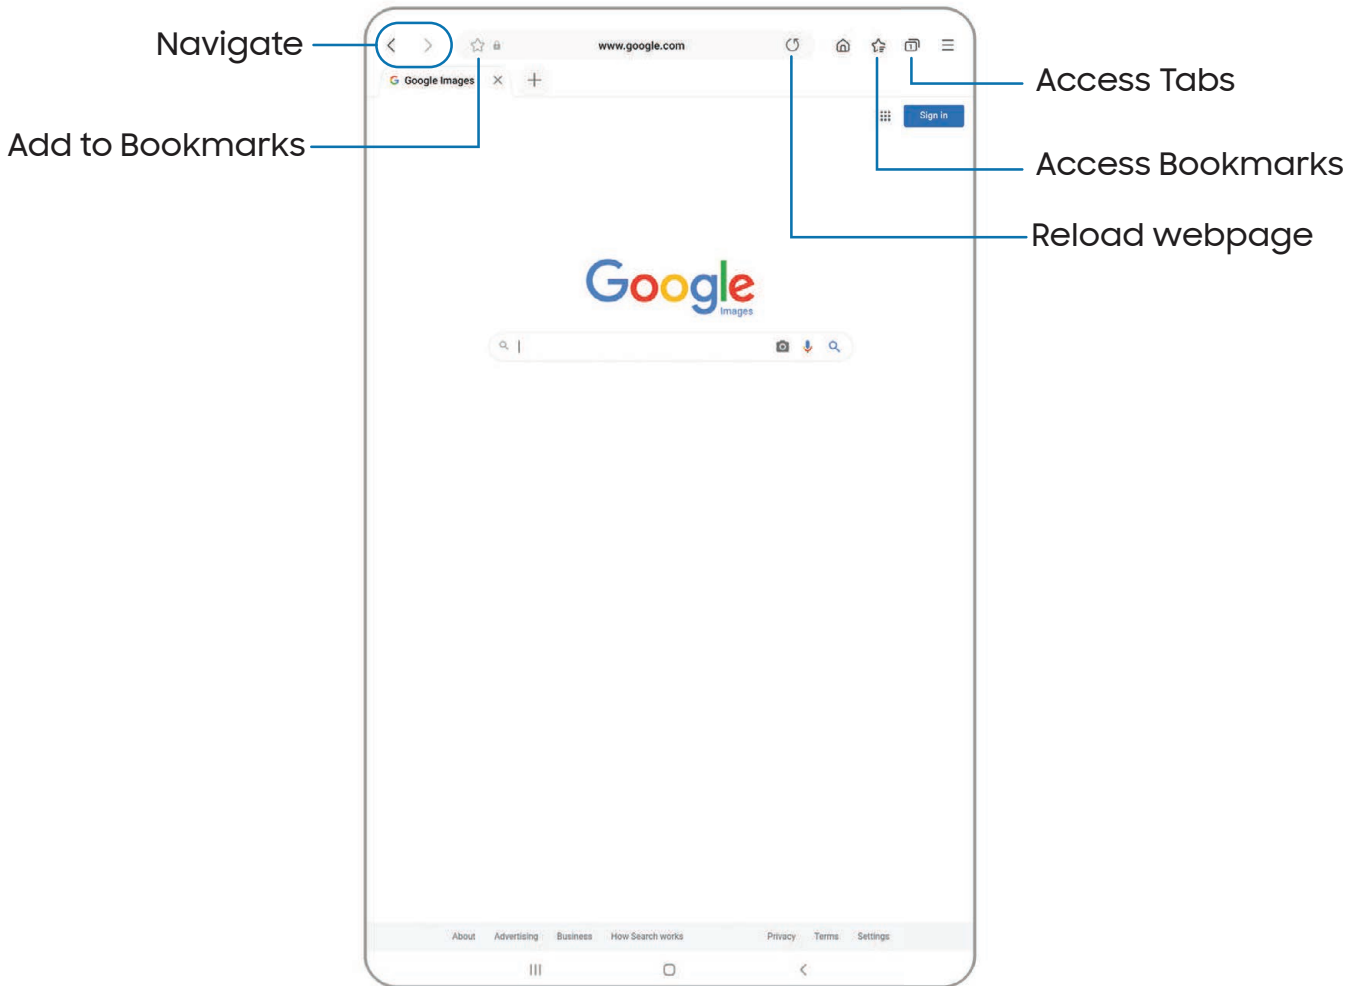 Navigate
www.google.com
1
G Google Images
Access Tabs
Sign in
Add to Bookmarks
Access Bookmarks
Reload webpage
Google
Images
About Advertising Business How Search works Privacy Terms Settings